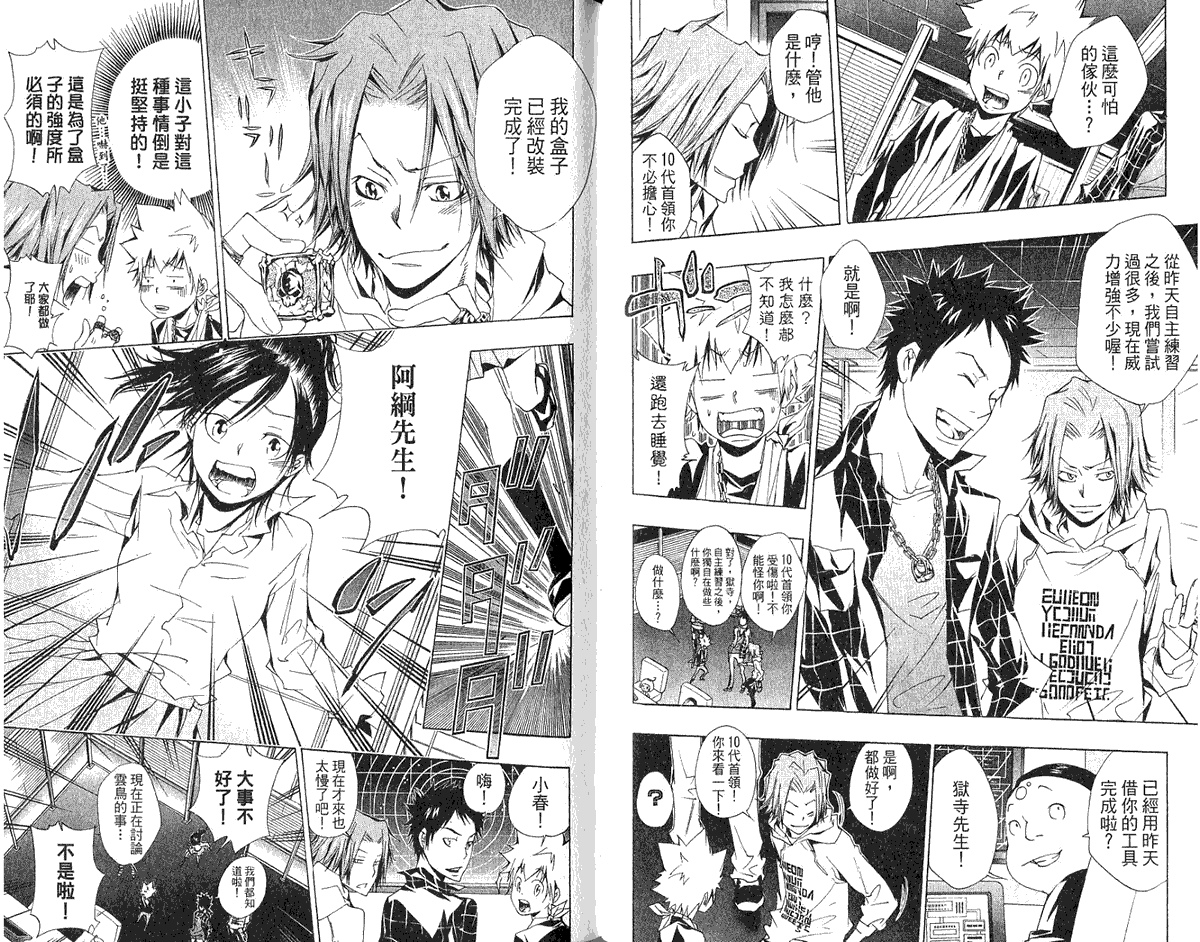 這麼可怕
的傢伙…?
哼！管他
是什麼，
10代首領你
不必擔心！
從昨天自主練習
之後，我們嘗試
過很多，現在威
力增強不少喔！
就是啊！
什麼？
我怎麼都
不知道！
還跑去睡覺！
10代首領你
受傷啦！不
能怪你啊！
對了，獄寺，
自主練習之後，
你獨自在做些
什麼啊？
做什麼…?
已經用昨天
借你的工具
完成啦？
獄寺先生！
是啊，
都做好了！
10代首領！
你來看一下！
？
我的盒子
已經改裝
完成了！
這小子對這
種事情倒是
挺堅持的！
這是為了盒
子的強度所
必須的啊！
大家都做
了耶！
阿綱先生！
小春！
嗨！
現在才來也
太慢了吧！
大事不
好了！
我們都知
道啦！
現在正在討論
雲鳥的事…
不是啦！